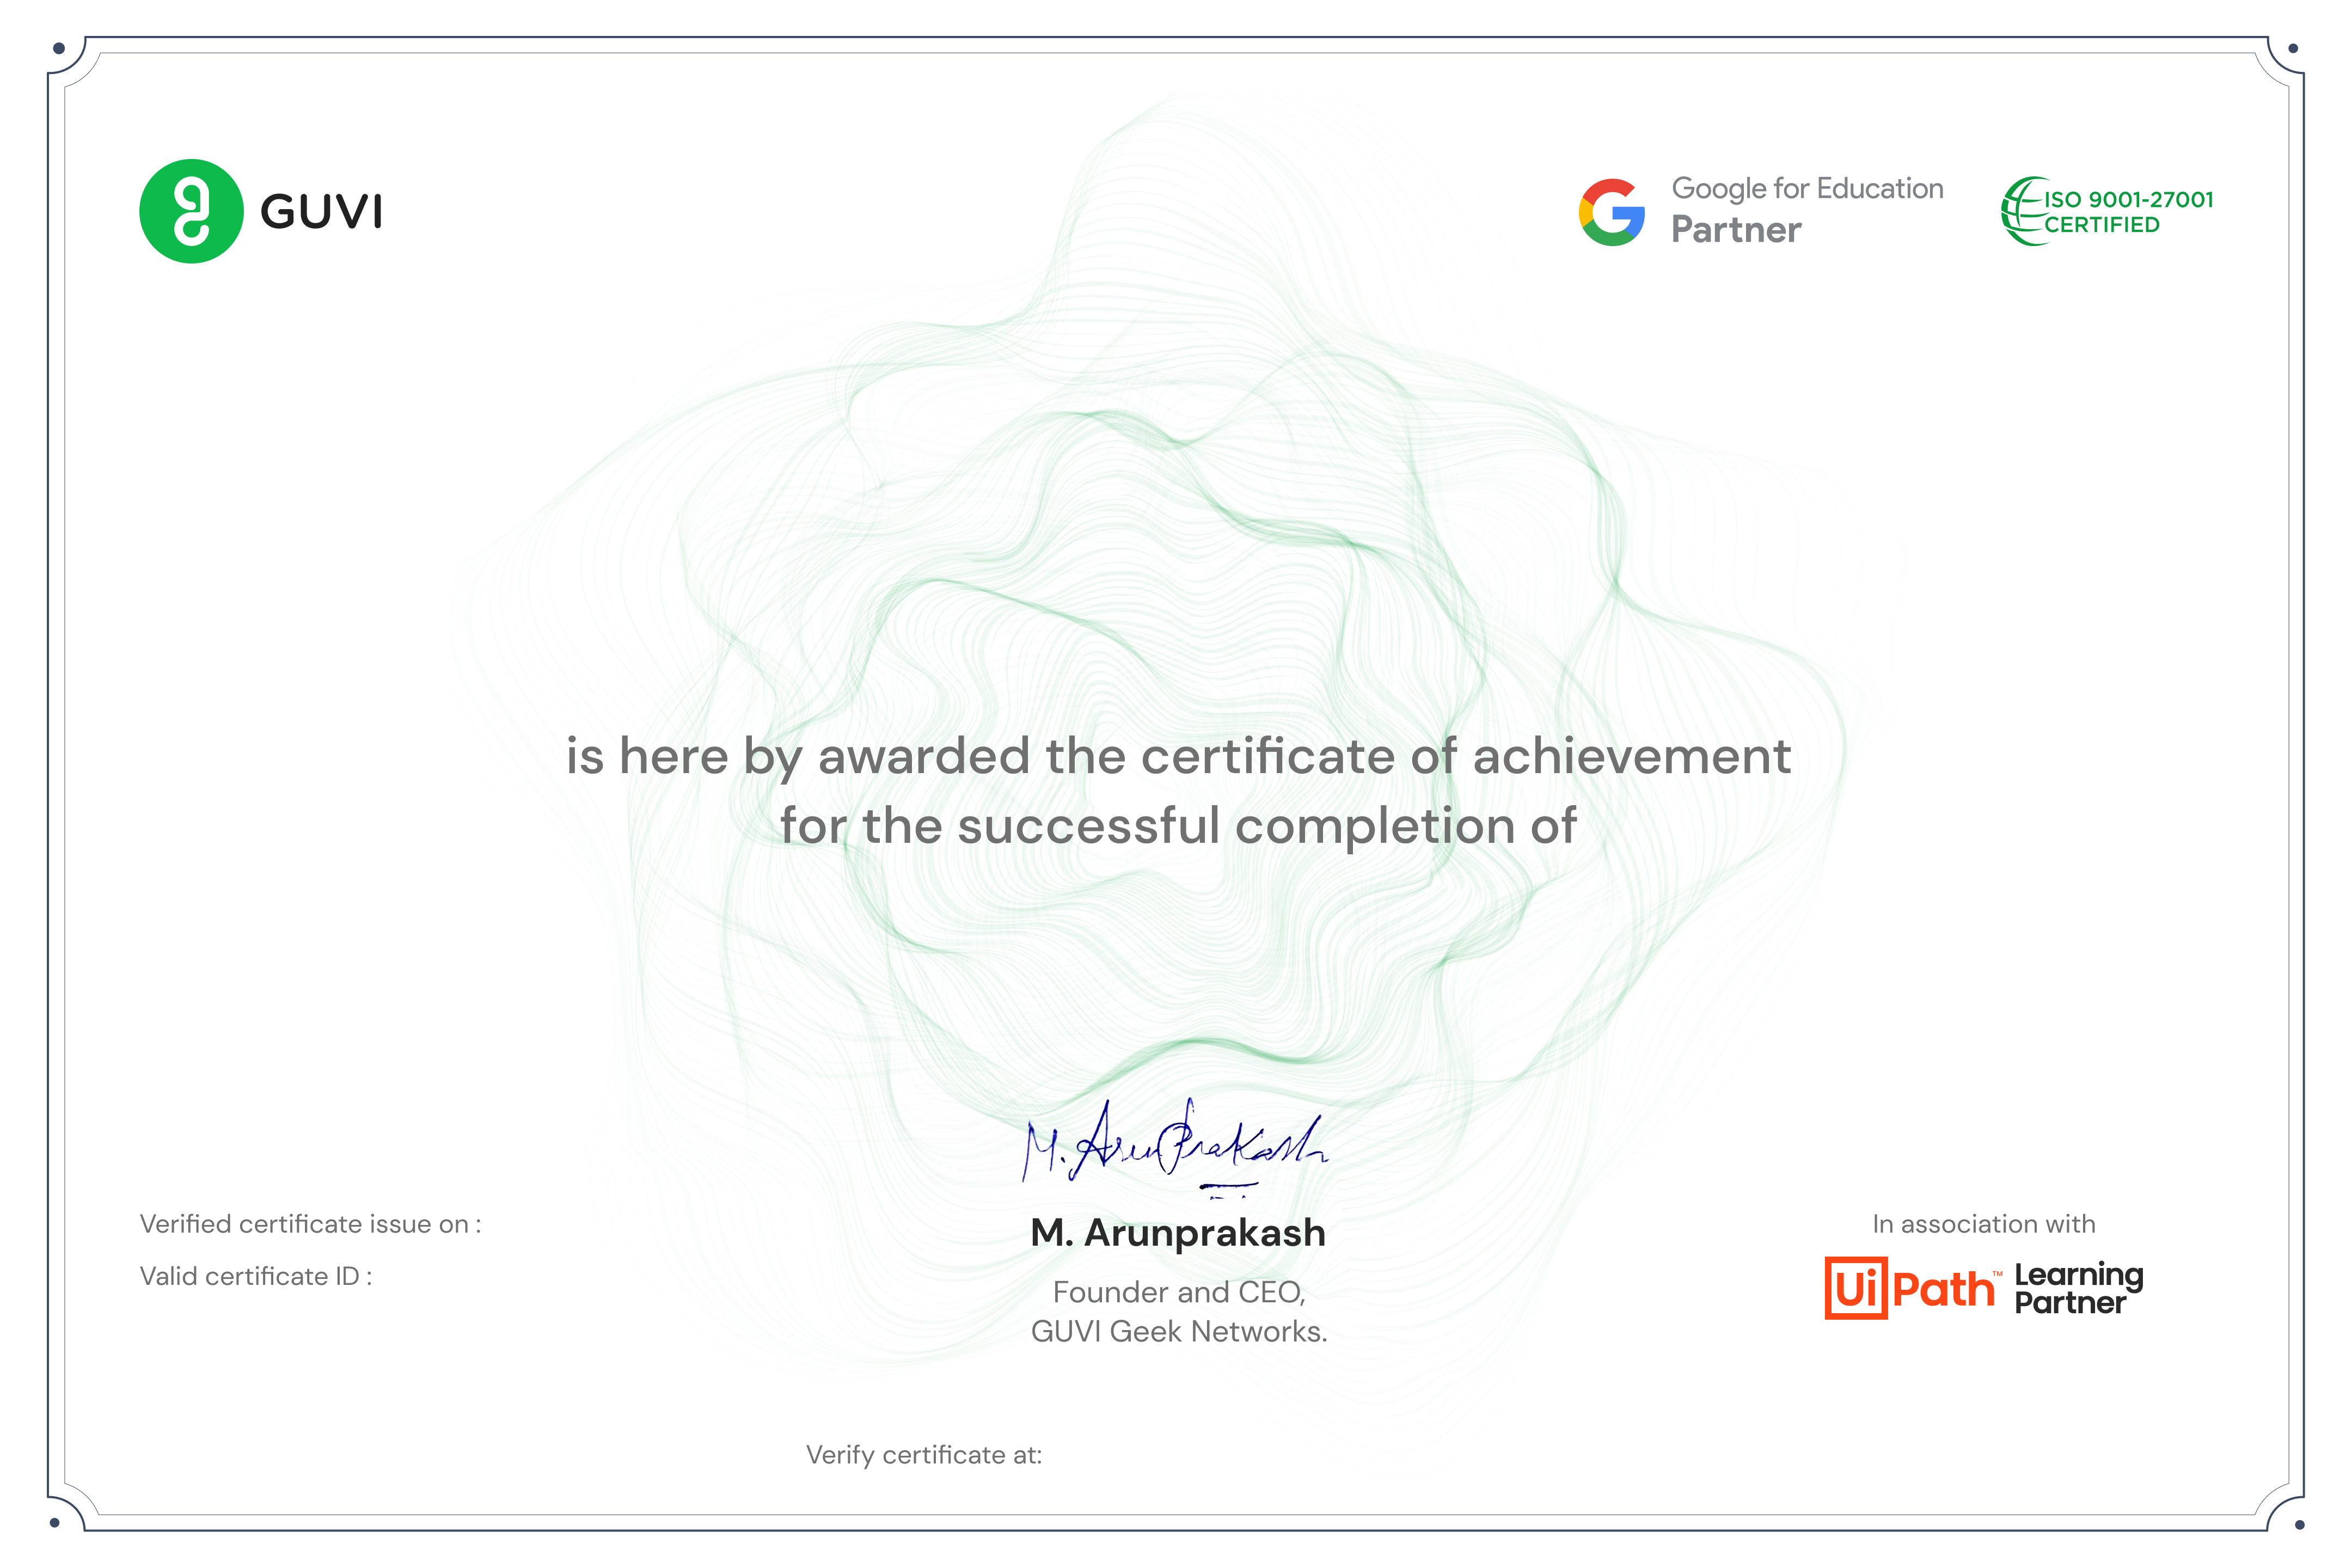 GUVI
Google for Education
Partner
ISO 9001-27001
CERTIFIED
is here by awarded the certificate of achievement
for the successful completion of
M. ArunPrakash
M. Arunprakash
Founder and CEO,
GUVI Geek Networks.
Verified certificate issue on :
Valid certificate ID :
In association with
UiPath™ Learning
Partner
Verify certificate at: